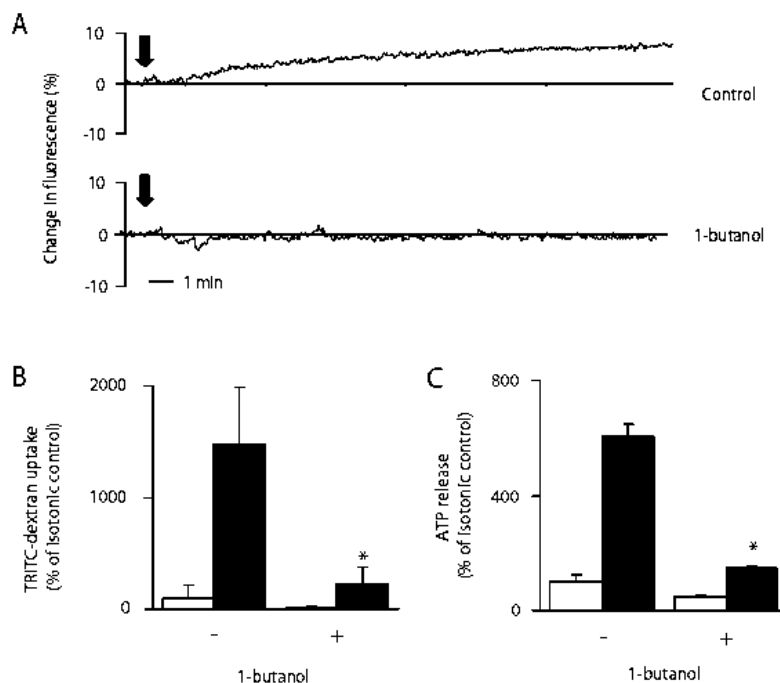 A
Change in fluorescence (%)
10
0
-10
Control
10
0
-10
1-butanol
1 min
B
TRITC-dextran uptake
(% of isotonic control)
2000
1000
0
*
- +
1-butanol
C
ATP release
(% of isotonic control)
800
400
0
*
- +
1-butanol